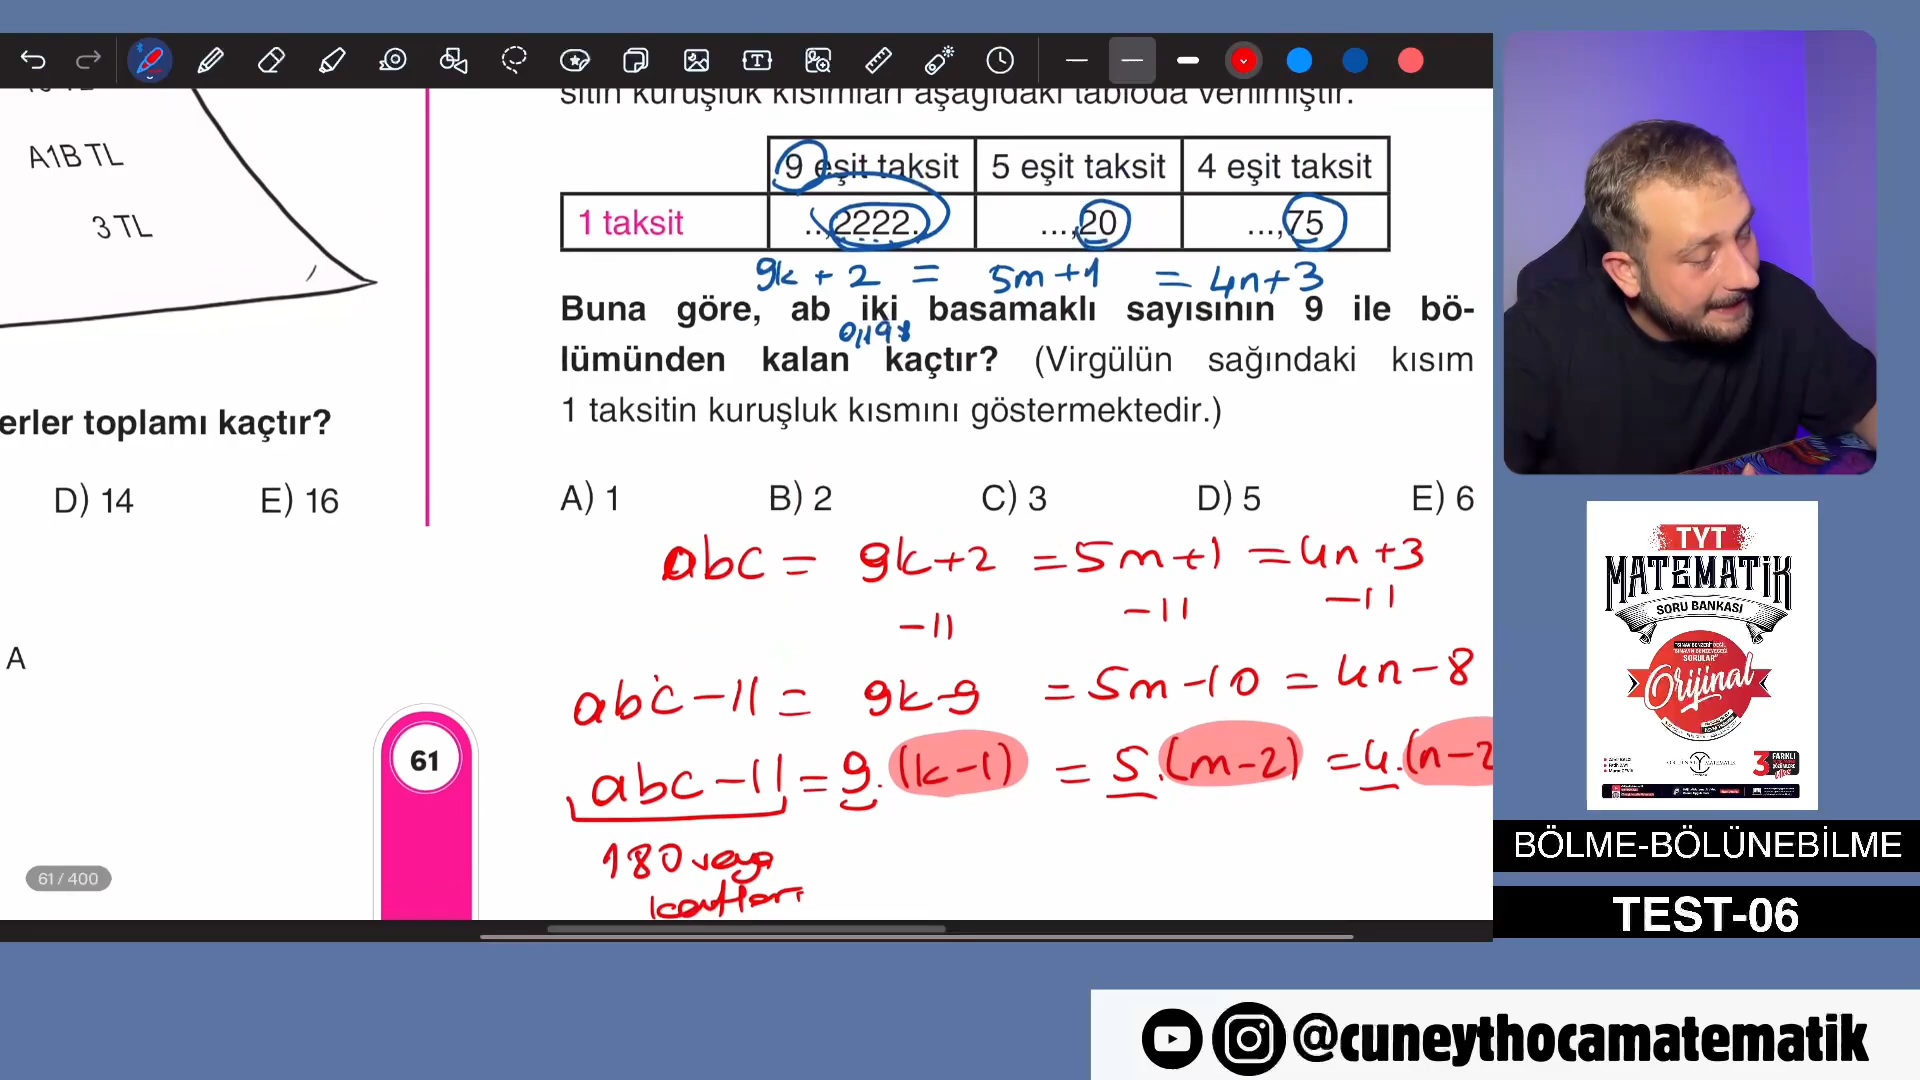 sitin kuruşluk kısımları aşağıdaki tabloda verilmiştir.
A1B TL
3 TL
9 eşit taksit 5 eşit taksit 4 eşit taksit
1 taksit ..,2222.. ...,20 ...,75
9k + 2 = 5m + 1 = 4n + 3
Buna göre, ab iki basamaklı sayısının 9 ile bö-
lümünden kalan kaçtır? (Virgülün sağındaki kısım
1 taksitin kuruşluk kısmını göstermektedir.)
erler toplamı kaçtır?
D) 14 E) 16
A) 1 B) 2 C) 3 D) 5 E) 6
abc = 9k+2 = 5m+1 = 4n+3
-11 -11 -11
abc-11 = 9k-9 = 5m-10 = 4n-8
abc-11 = 9.(k-1) = 5.(m-2) = 4.(n-2
180 veya
katları
A
61
61 / 400
TYT
MATEMATİK
SORU BANKASI
Orijinal
3 FARKLI
BÖLME-BÖLÜNEBİLME
TEST-06
@cuneythocamatematik